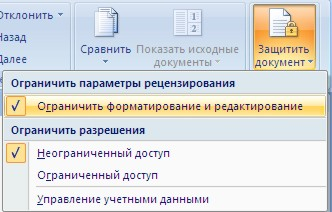 Отклонить
Назад
Далее
Сравнить
Показать исходные
документы
Защитить
документ
Ограничить параметры рецензирования
Ограничить форматирование и редактирование
Ограничить разрешения
Неограниченный доступ
Ограниченный доступ
Управление учетными данными